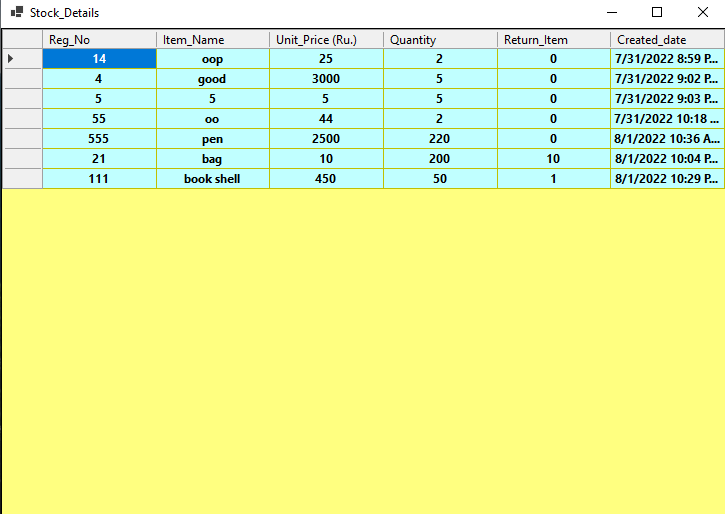 Stock_Details
Reg_No Item_Name Unit_Price (Ru.) Quantity Return_Item Created_date
14 oop 25 2 0 7/31/2022 8:59 P...
4 good 3000 5 0 7/31/2022 9:02 P...
5 5 5 5 0 7/31/2022 9:03 P...
55 oo 44 2 0 7/31/2022 10:18 ...
555 pen 2500 220 0 8/1/2022 10:36 A...
21 bag 10 200 10 8/1/2022 10:04 P...
111 book shell 450 50 1 8/1/2022 10:29 P...